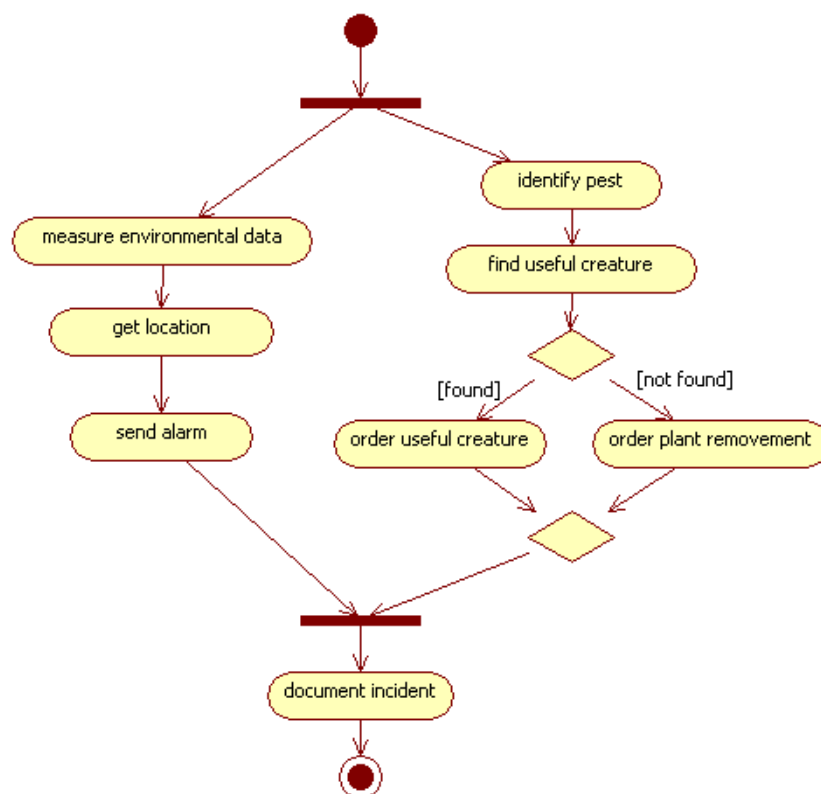 identify pest
measure environmental data
find useful creature
get location
[found]
[not found]
send alarm
order useful creature
order plant removement
document incident